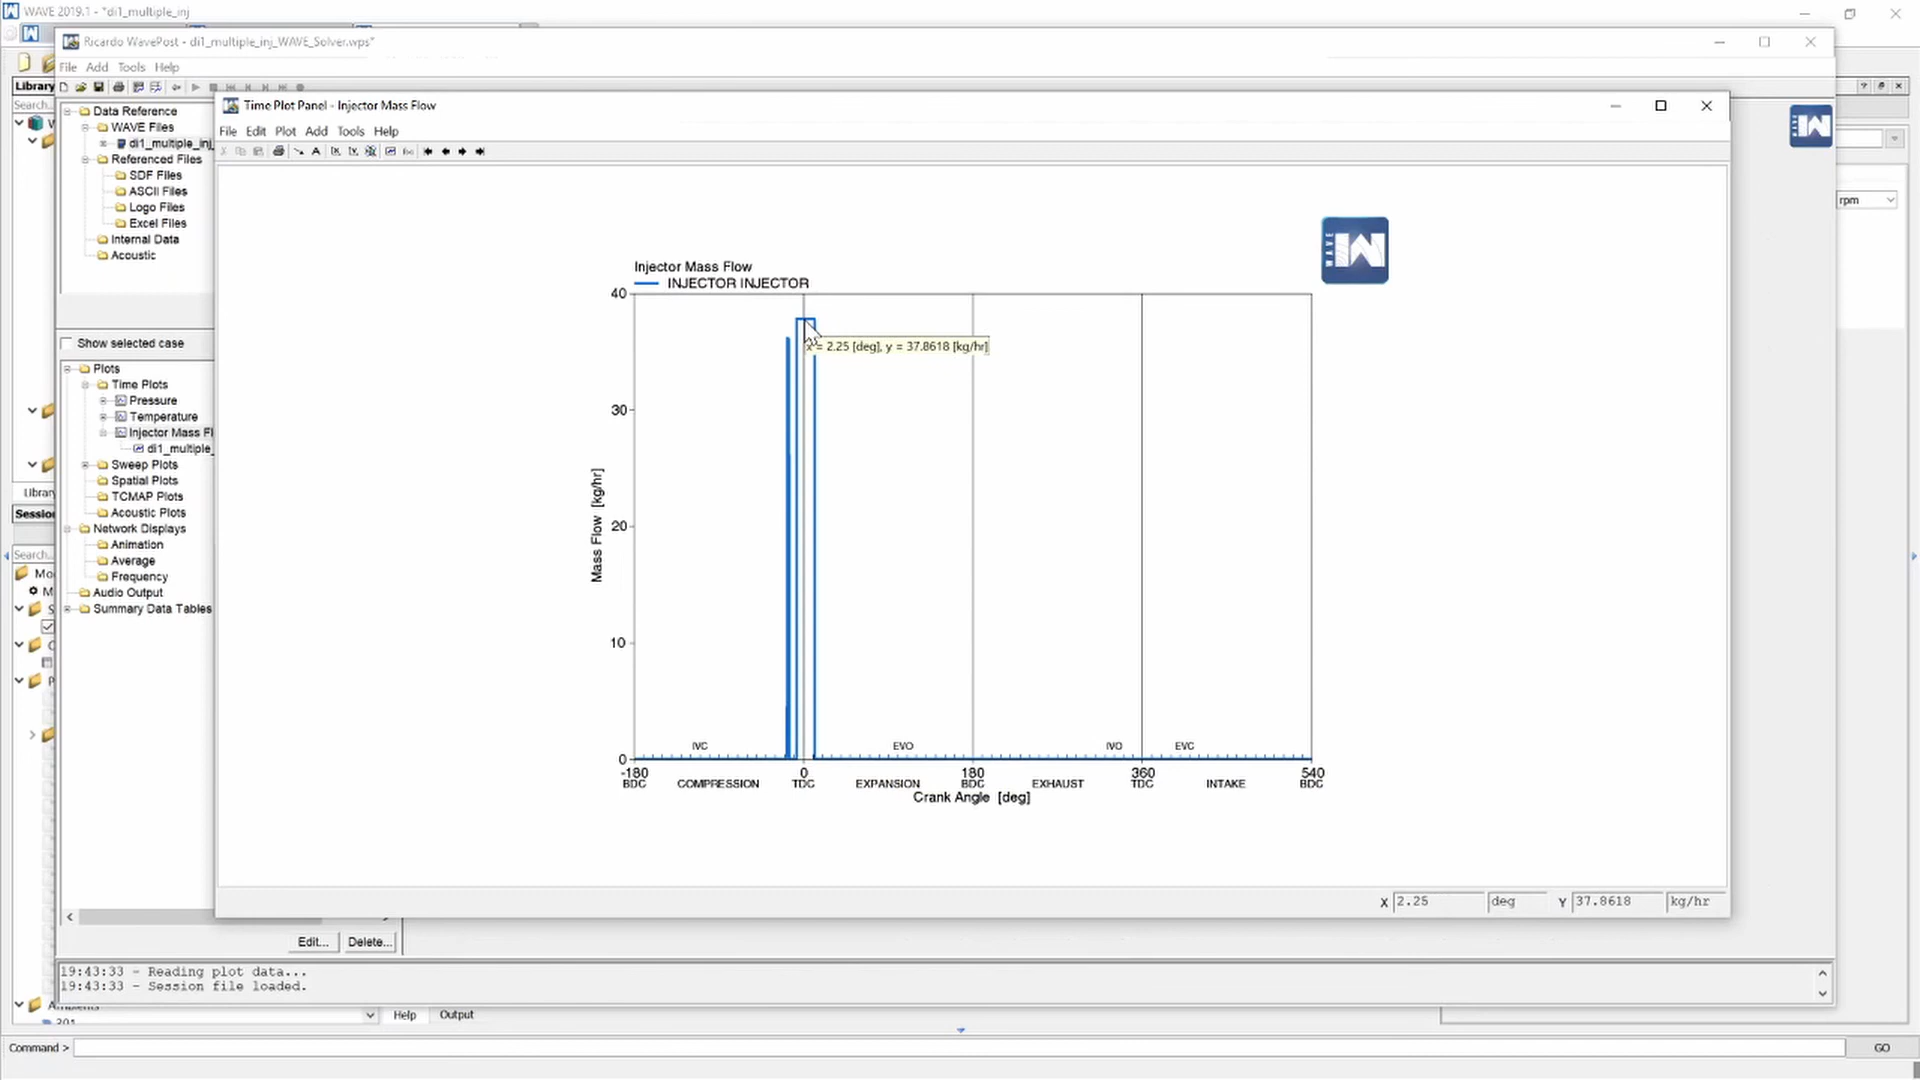 WAVE 2019.1 - *di1_multiple_inj
Ricardo WavePost - di1_multiple_inj_WAVE_Solver.wps*
File Add Tools Help
Library
Search...
Data Reference
WAVE Files
di1_multiple_inj_
Referenced Files
SDF Files
ASCII Files
Logo Files
Excel Files
Internal Data
Acoustic
Show selected case
Plots
Time Plots
Pressure
Temperature
Injector Mass Fl
di1_multiple_
Sweep Plots
Spatial Plots
TCMAP Plots
Acoustic Plots
Network Displays
Animation
Average
Frequency
Audio Output
Summary Data Tables
Librar
Sessio
Search...
Mo
Edit... Delete...
Time Plot Panel - Injector Mass Flow
File Edit Plot Add Tools Help
WAVE
rpm
Injector Mass Flow
INJECTOR INJECTOR
40
30
20
10
0
Mass Flow [kg/hr]
x = 2.25 [deg], y = 37.8618 [kg/hr]
IVC EVO IVO EVC
-180 0 180 360 540
BDC COMPRESSION TDC EXPANSION BDC EXHAUST TDC INTAKE BDC
Crank Angle [deg]
X 2.25 deg Y 37.8618 kg/hr
19:43:33 - Reading plot data...
19:43:33 - Session file loaded.
Help Output
Command > GO